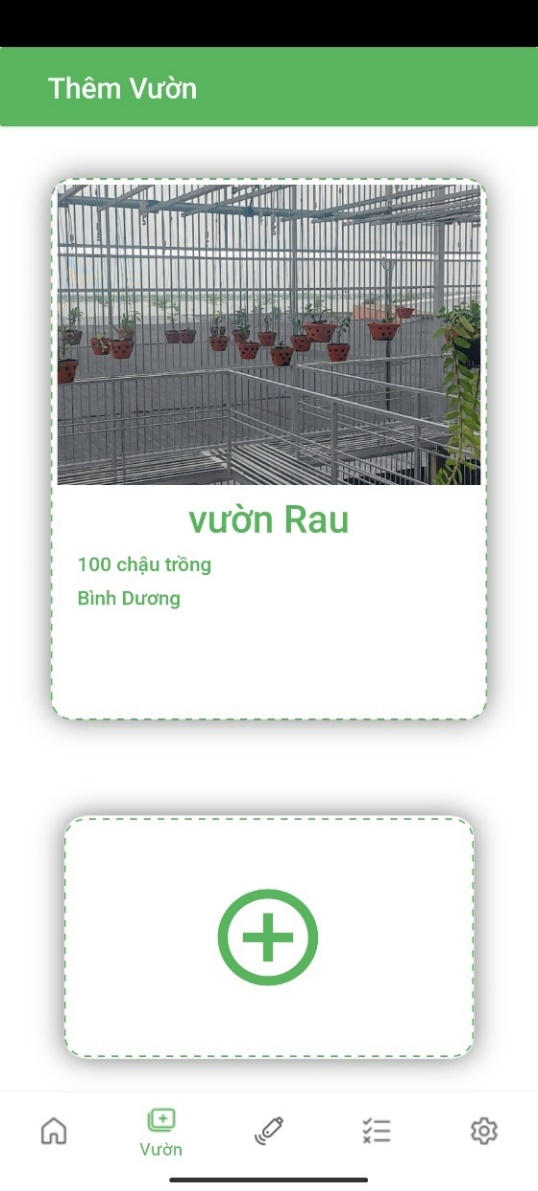 Thêm Vườn
vườn Rau
100 chậu trồng
Bình Dương
Vườn